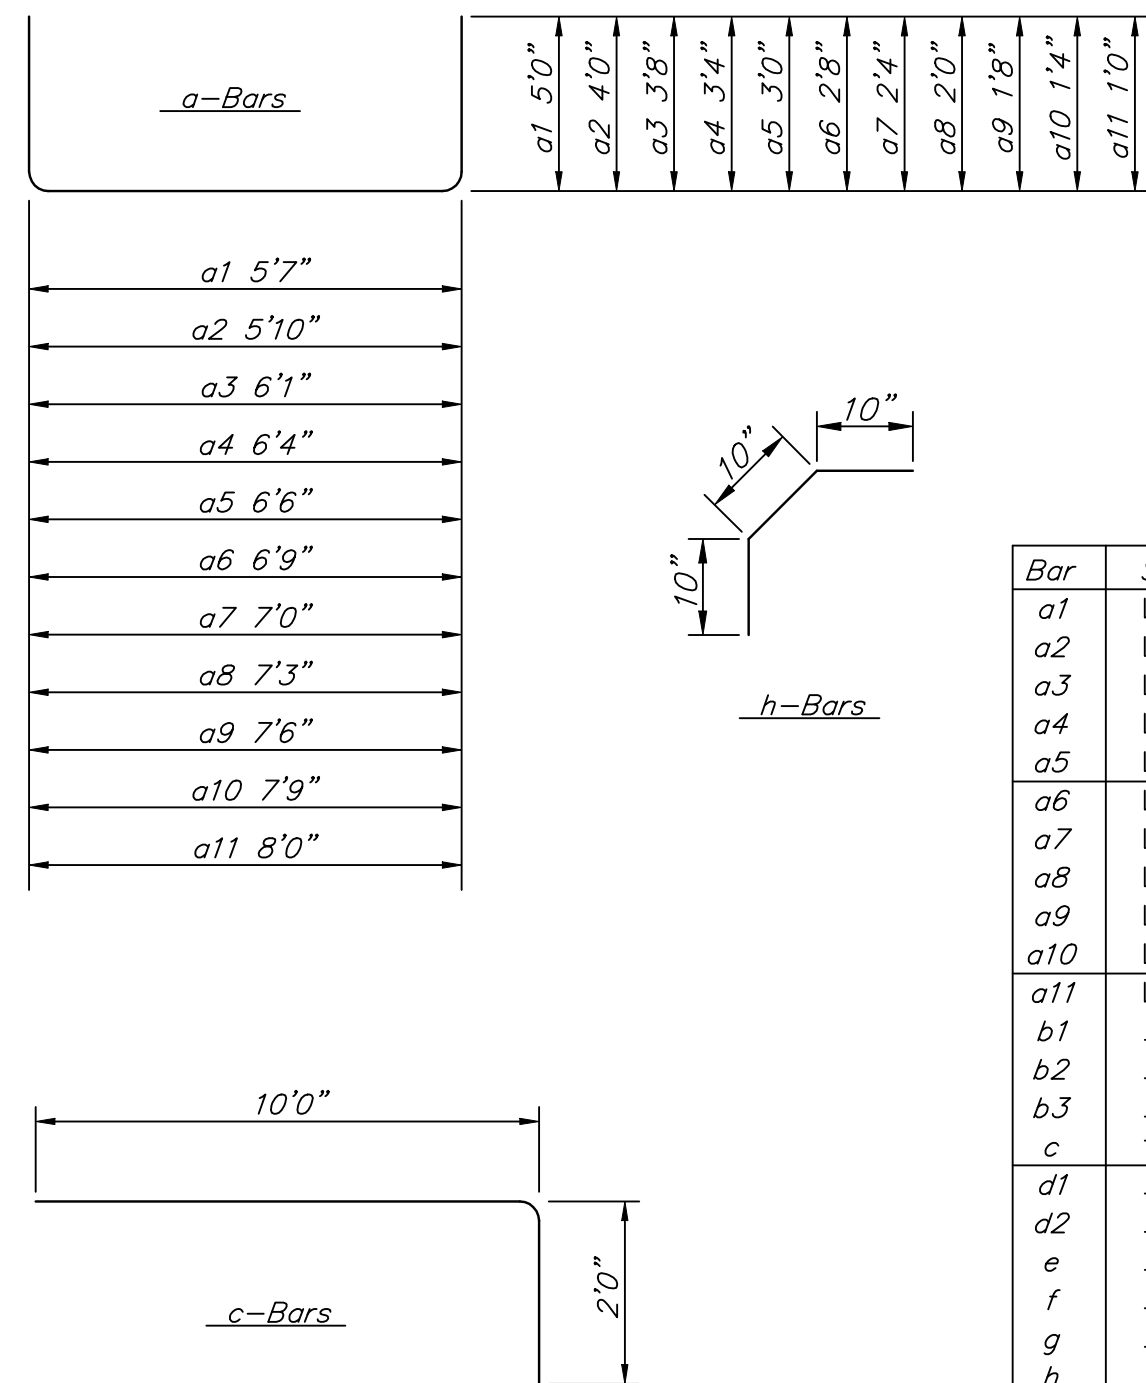 a-Bars
a1 5'0"
a2 4'0"
a3 3'8"
a4 3'4"
a5 3'0"
a6 2'8"
a7 2'4"
a8 2'0"
a9 1'8"
a10 1'4"
a11 1'0"
a1 5'7"
a2 5'10"
a3 6'1"
a4 6'4"
a5 6'6"
a6 6'9"
a7 7'0"
a8 7'3"
a9 7'6"
a10 7'9"
a11 8'0"
10"
10"
10"
h-Bars
10'0"
2'0"
c-Bars
Bar
a1
a2
a3
a4
a5
a6
a7
a8
a9
a10
a11
b1
b2
b3
c
d1
d2
e
f
g
h